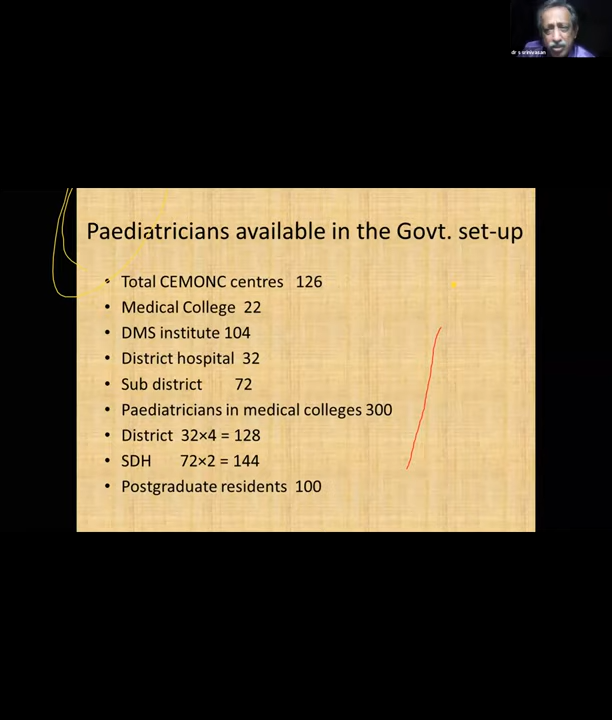 dr s srinivasan
Paediatricians available in the Govt. set-up
• Total CEMONC centres 126
• Medical College 22
• DMS institute 104
• District hospital 32
• Sub district 72
• Paediatricians in medical colleges 300
• District 32×4 = 128
• SDH 72×2 = 144
• Postgraduate residents 100